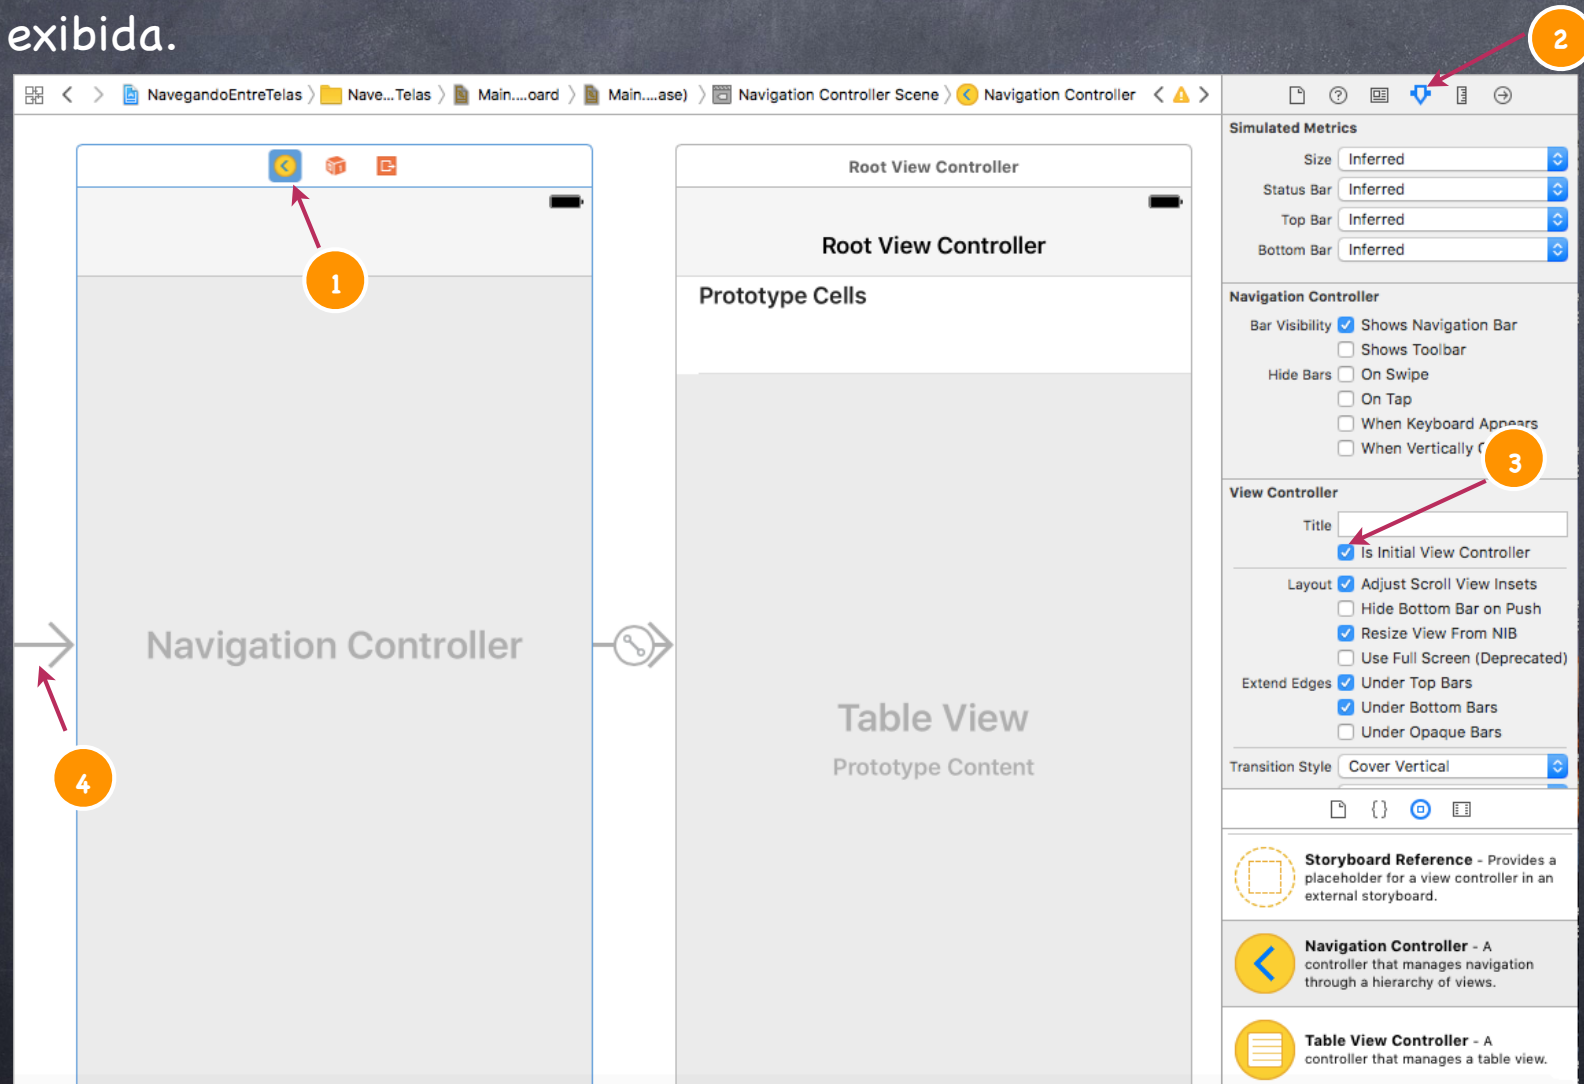 exibida.
2
NavegandoEntreTelas
Nave...Telas
Main....oard
Main....ase)
Navigation Controller Scene
Navigation Controller
Simulated Metrics
Size Inferred
Status Bar Inferred
Top Bar Inferred
Bottom Bar Inferred
Navigation Controller
Bar Visibility Shows Navigation Bar
Shows Toolbar
Hide Bars On Swipe
On Tap
When Keyboard Appears
When Vertically
3
View Controller
Title
Is Initial View Controller
Layout Adjust Scroll View Insets
Hide Bottom Bar on Push
Resize View From NIB
Use Full Screen (Deprecated)
Extend Edges Under Top Bars
Under Bottom Bars
Under Opaque Bars
Transition Style Cover Vertical
{ }
Storyboard Reference - Provides a
placeholder for a view controller in an
external storyboard.
Navigation Controller - A
controller that manages navigation
through a hierarchy of views.
Table View Controller - A
controller that manages a table view.
1
Navigation Controller
4
Root View Controller
Root View Controller
Prototype Cells
Table View
Prototype Content